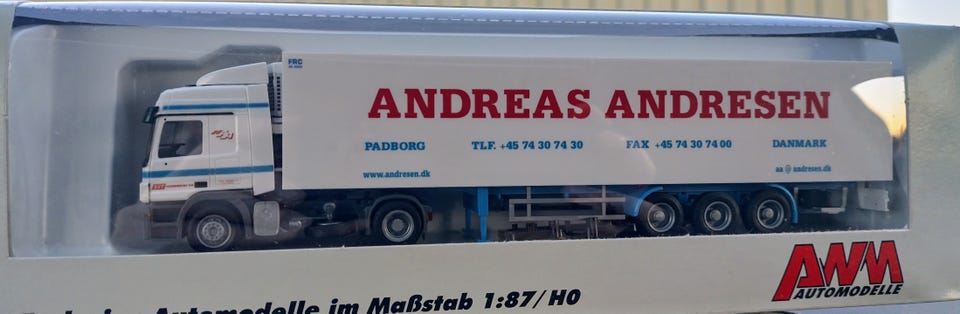 FRC
ANDREAS ANDRESEN
PADBORG TLF. +45 74 30 74 30 FAX +45 74 30 74 00 DANMARK
www.andresen.dk aa @ andresen.dk
AWM
AUTOMODELLE
Automodelle im Maßstab 1:87/H0